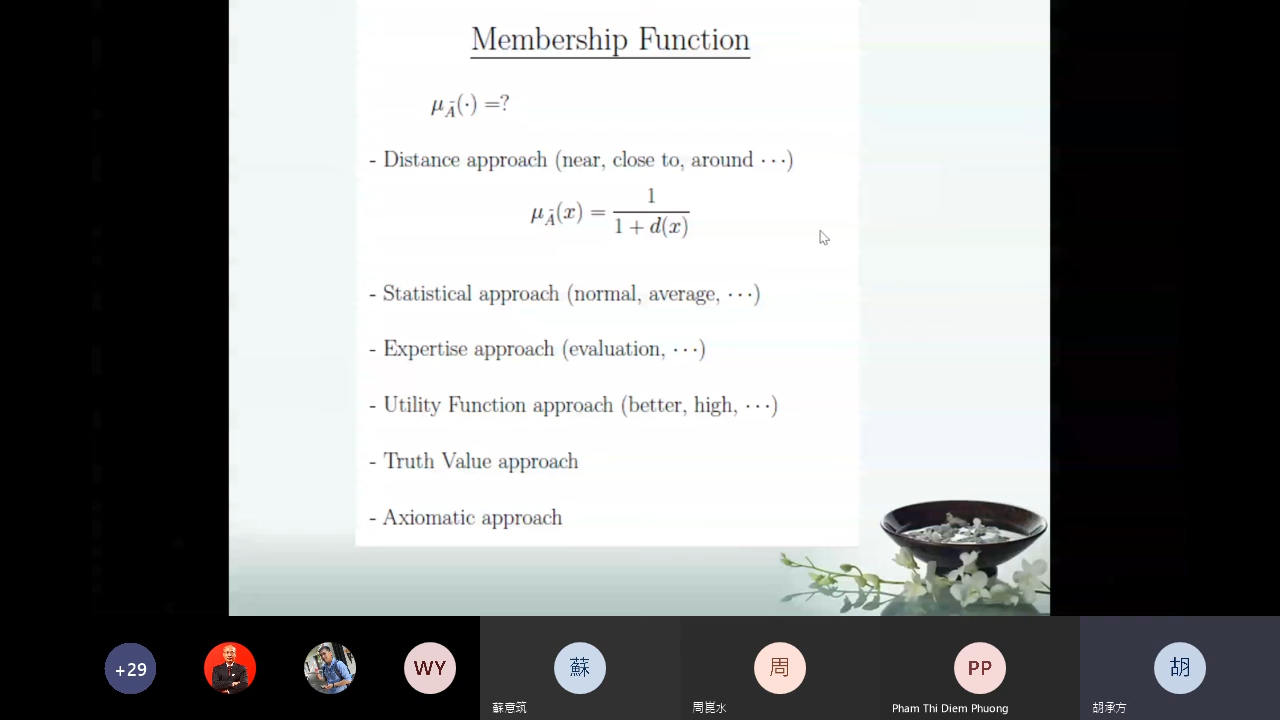 Membership Function
μ_Ã(·) =?
- Distance approach (near, close to, around ···)
μ_Ã(x) = 1 / (1 + d(x))
- Statistical approach (normal, average, ···)
- Expertise approach (evaluation, ···)
- Utility Function approach (better, high, ···)
- Truth Value approach
- Axiomatic approach
+29
WY
蘇
周
PP
胡
蘇意筑
周崑水
Pham Thi Diem Phuong
胡承方